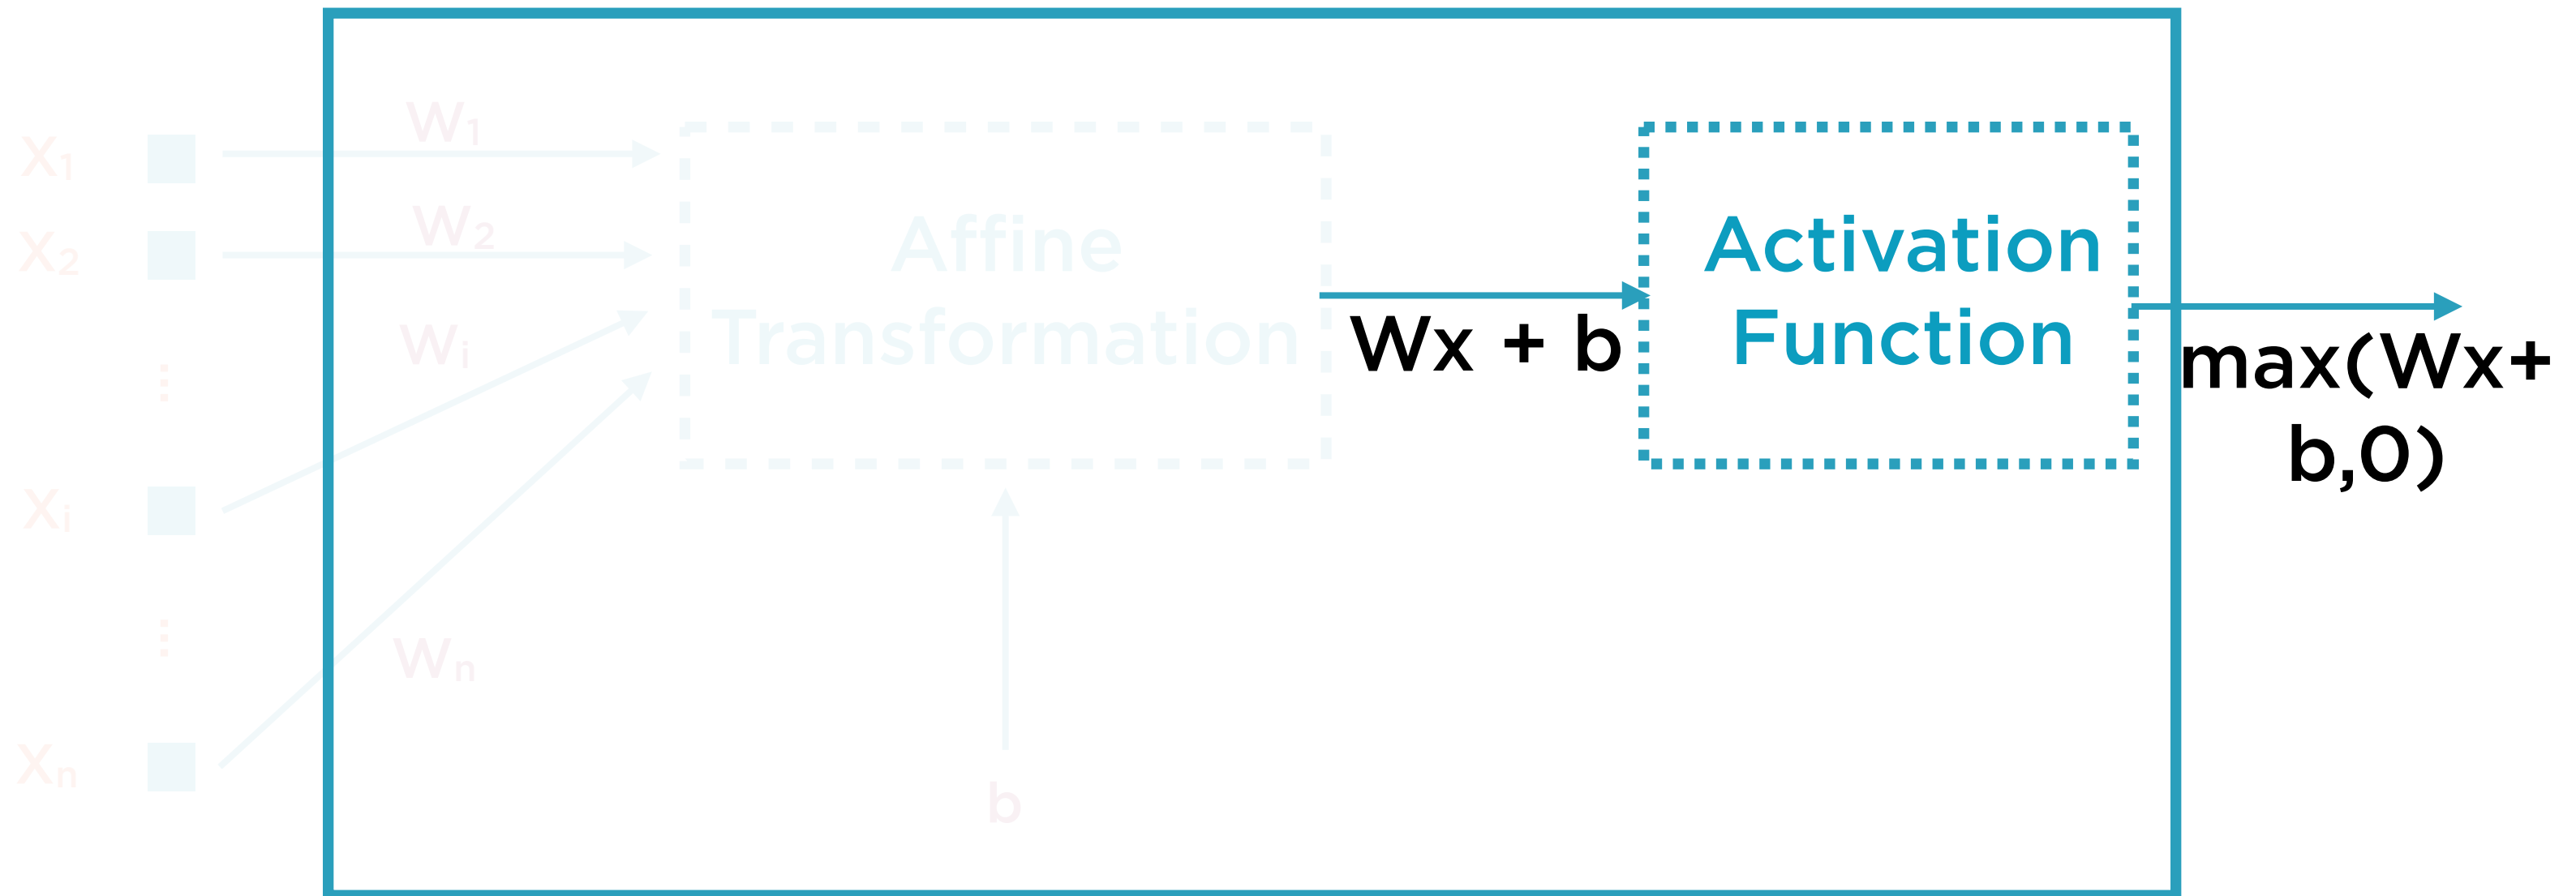 W₁
X₁
W₂
X₂
Affine
Transformation
Wᵢ
⋮
Wx + b
Activation
Function
max(Wx+
b,0)
Xᵢ
⋮
Wₙ
Xₙ
b